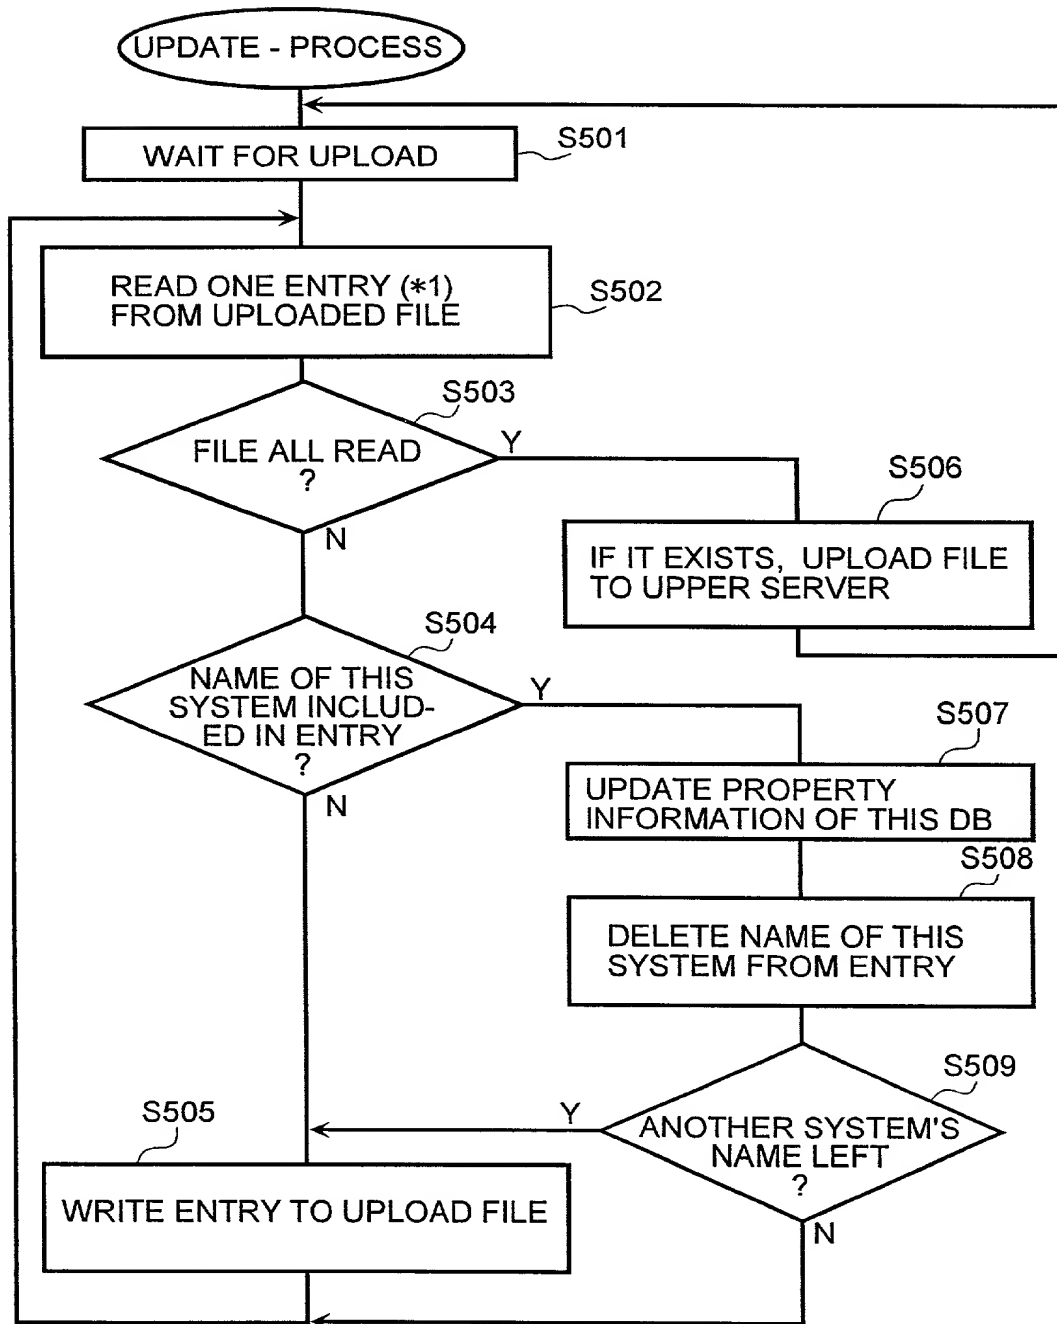 UPDATE - PROCESS
WAIT FOR UPLOAD
S501
READ ONE ENTRY (*1)
FROM UPLOADED FILE
S502
FILE ALL READ
?
S503
Y
N
S506
IF IT EXISTS, UPLOAD FILE
TO UPPER SERVER
S504
NAME OF THIS
SYSTEM INCLUD-
ED IN ENTRY
?
Y
N
S507
UPDATE PROPERTY
INFORMATION OF THIS DB
S508
DELETE NAME OF THIS
SYSTEM FROM ENTRY
S509
ANOTHER SYSTEM'S
NAME LEFT
?
Y
N
S505
WRITE ENTRY TO UPLOAD FILE